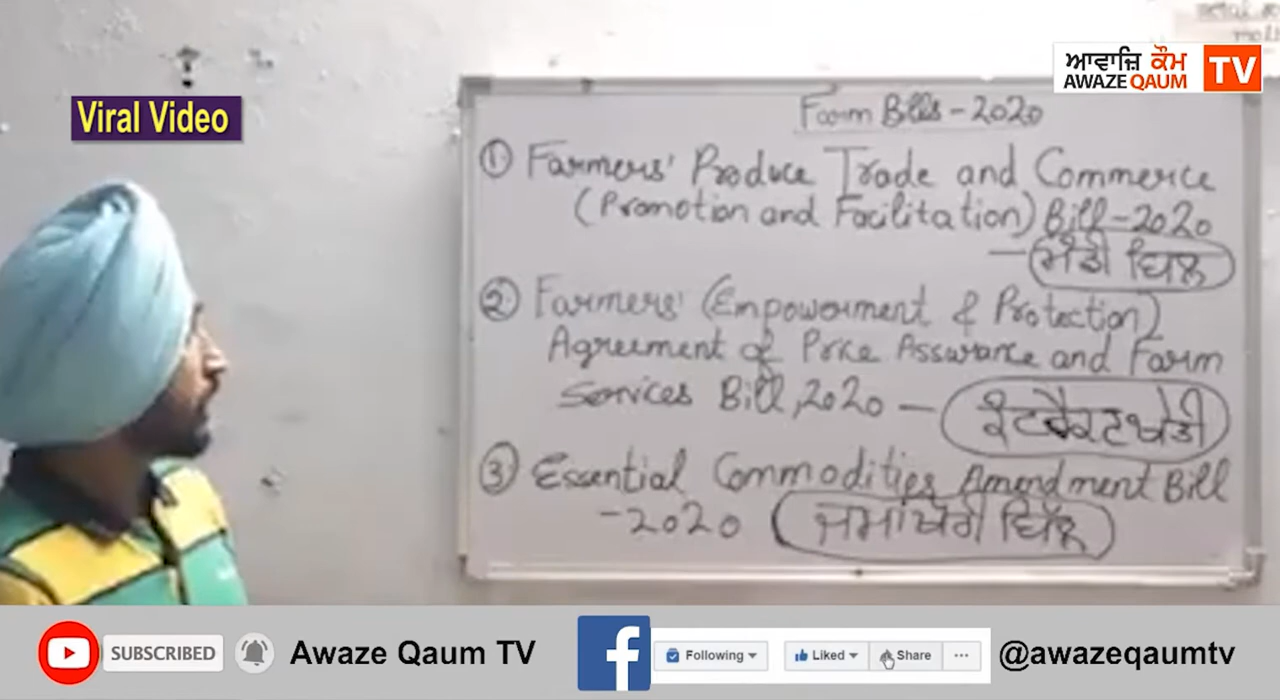 ਆਵਾਜ਼ਿ ਕੌਮ
AWAZE QAUM TV
Viral Video
Farm Bills - 2020
① Farmers' Produce Trade and Commerce
(Promotion and Facilitation) Bill-2020
— ਮੰਡੀ ਬਿਲ
② Farmers' (Empowerment & Protection)
Agreement of Price Assurance and Farm
Services Bill, 2020 — ਕੰਟਰੈਕਟ ਖੇਤੀ
③ Essential Commodities Amendment Bill
-2020 ਜਮਾਂਖੋਰੀ ਬਿੱਲ
SUBSCRIBED Awaze Qaum TV
f Following Liked Share ... @awazeqaumtv